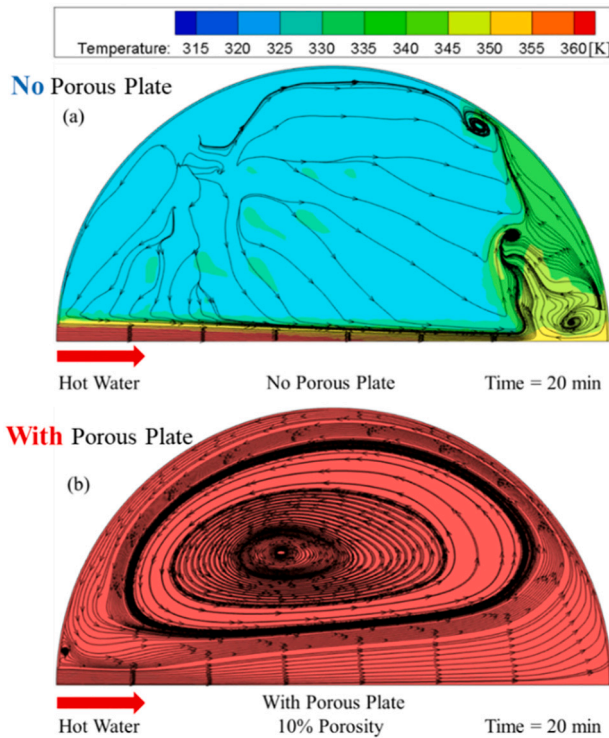 Temperature: 315 320 325 330 335 340 345 350 355 360[K]
No Porous Plate
(a)
Hot Water No Porous Plate Time = 20 min
With Porous Plate
(b)
With Porous Plate
Hot Water 10% Porosity Time = 20 min